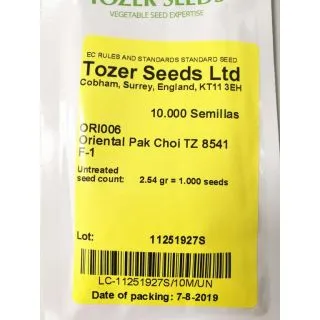 TOZER SEEDS
VEGETABLE SEED EXPERTISE
EC RULES AND STANDARDS STANDARD SEED
Tozer Seeds Ltd
Cobham, Surrey, England, KT11 3EH
10.000 Semillas
ORI006
Oriental Pak Choi TZ 8541
F-1
Untreated
seed count: 2.54 gr = 1.000 seeds
Lot: 11251927S
LC-11251927S/10M/UN
Date of packing: 7-8-2019